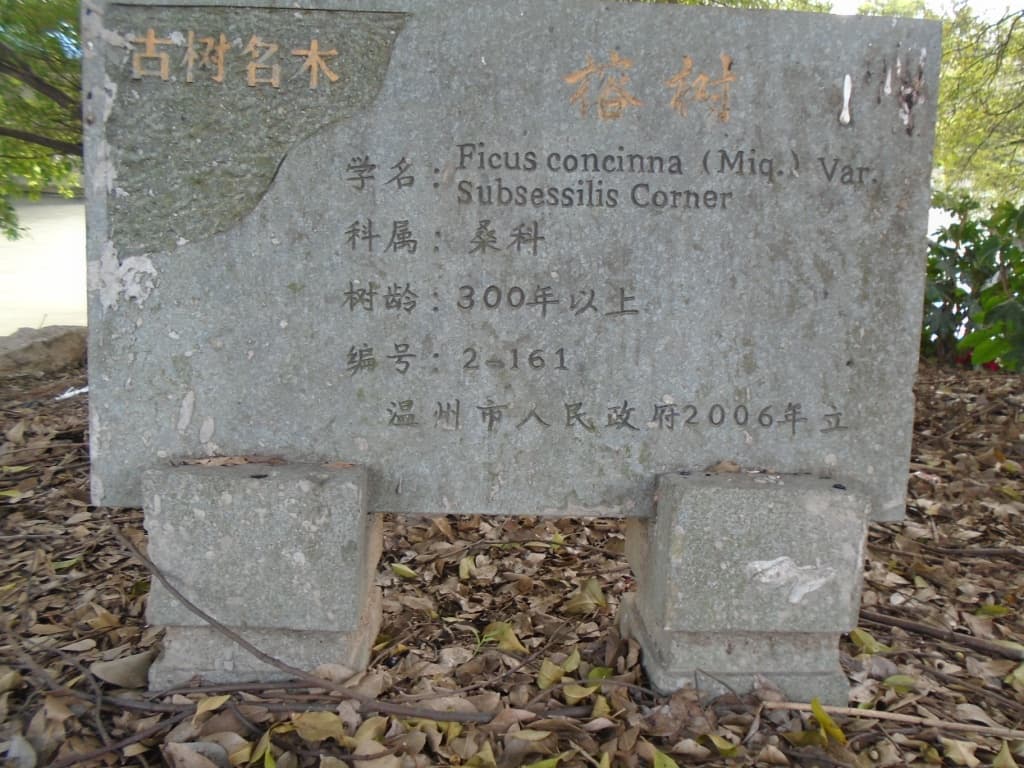 古树名木
榕树
学名：Ficus concinna (Miq.) Var.
Subsessilis Corner
科属：桑科
树龄：300年以上
编号：2-161
温州市人民政府2006年立